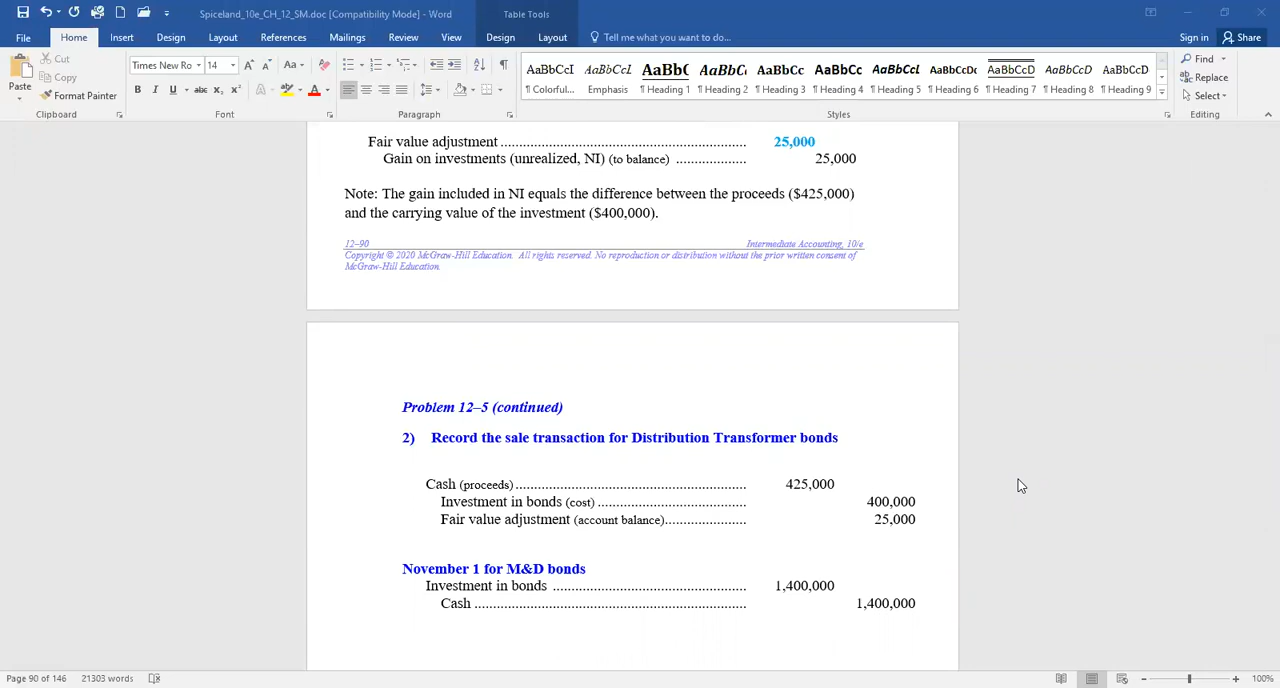 Spiceland_10e_CH_12_SM.doc [Compatibility Mode] - Word
Table Tools
File Home Insert Design Layout References Mailings Review View Design Layout Tell me what you want to do... Sign in Share
Paste
Cut
Copy
Format Painter
Clipboard
Times New Ro 14
Font
Paragraph
AaBbCcI AaBbCcL AaBb( AaBbCc AaBbCc AaBbCc AaBbCcL AaBbCcDc AaBbCcD AaBbCcD AaBbCcD
¶ Colorful... Emphasis ¶ Heading 1 ¶ Heading 2 ¶ Heading 3 ¶ Heading 4 ¶ Heading 5 ¶ Heading 6 ¶ Heading 7 ¶ Heading 8 ¶ Heading 9
Styles
Find
Replace
Select
Editing
Fair value adjustment ........ 25,000
Gain on investments (unrealized, NI) (to balance) ........ 25,000
Note: The gain included in NI equals the difference between the proceeds ($425,000)
and the carrying value of the investment ($400,000).
12–90 Intermediate Accounting, 10/e
Copyright © 2020 McGraw-Hill Education. All rights reserved. No reproduction or distribution without the prior written consent of
McGraw-Hill Education.
Problem 12–5 (continued)
2) Record the sale transaction for Distribution Transformer bonds
Cash (proceeds) ........ 425,000
Investment in bonds (cost) ........ 400,000
Fair value adjustment (account balance) ........ 25,000
November 1 for M&D bonds
Investment in bonds ........ 1,400,000
Cash ........ 1,400,000
Page 90 of 146 21303 words 100%